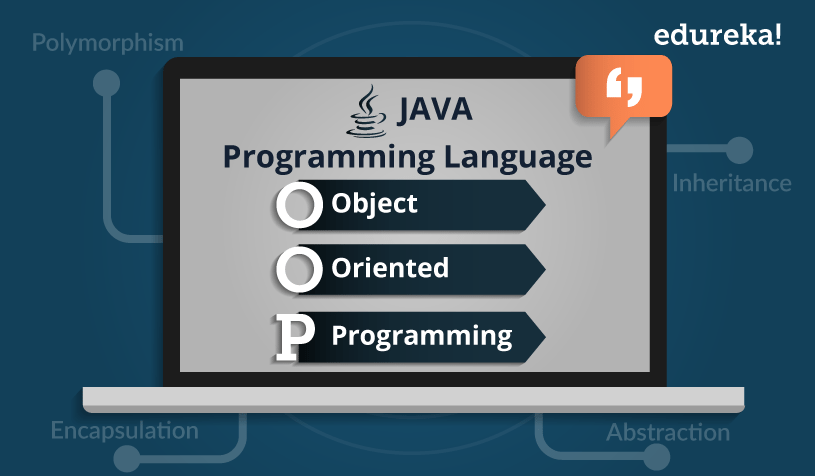 edureka!
Polymorphism
JAVA
Programming Language
Inheritance
O Object
O Oriented
P Programming
Encapsulation
Abstraction